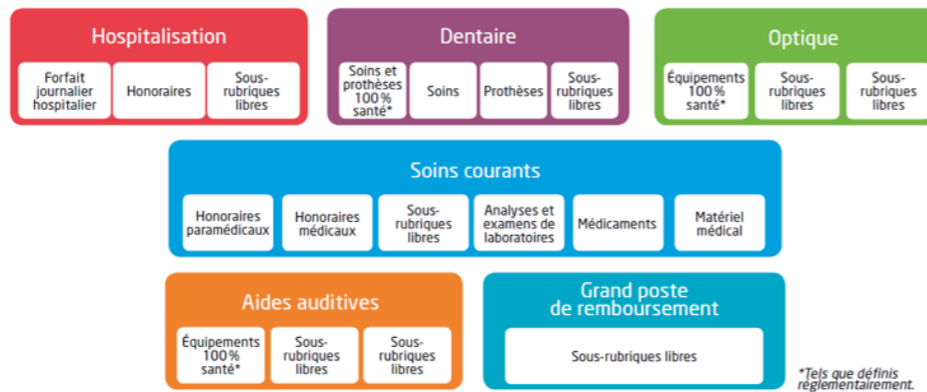 Hospitalisation
Forfait
journalier
hospitalier
Honoraires
Sous-
rubriques
libres
Dentaire
Soins et
prothèses
100 %
santé*
Soins
Prothèses
Sous-
rubriques
libres
Optique
Équipements
100 %
santé*
Sous-
rubriques
libres
Sous-
rubriques
libres
Soins courants
Honoraires
paramédicaux
Honoraires
médicaux
Sous-
rubriques
libres
Analyses et
examens de
laboratoires
Médicaments
Matériel
médical
Aides auditives
Équipements
100 %
santé*
Sous-
rubriques
libres
Sous-
rubriques
libres
Grand poste
de remboursement
Sous-rubriques libres
*Tels que définis
réglementairement.